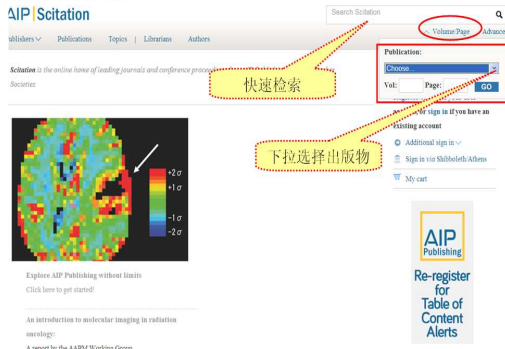 AIP | Scitation
Search Scitation
Publishers Publications Topics | Librarians Authors
Volume/Page Advance
Scitation is the online home of leading journals and conference proceed
Societies
Publication:
Choose...
Vol: Page: GO
快速检索
or sign in if you have an
existing account
下拉选择出版物
Additional sign in
Sign in via Shibboleth/Athens
My cart
+2 σ
+1 σ
-1 σ
-2 σ
AIP
Publishing
Re-register
for
Table of
Content
Alerts
Explore AIP Publishing without limits
Click here to get started!
An introduction to molecular imaging in radiation
oncology:
A report by the AAPM Working Group